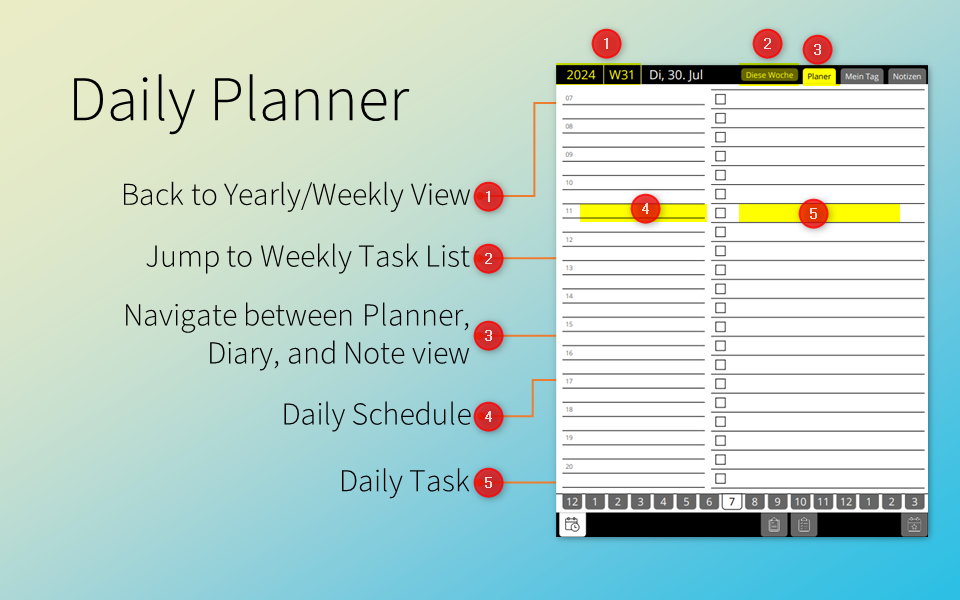 Daily Planner
Back to Yearly/Weekly View 1
Jump to Weekly Task List 2
Navigate between Planner,
Diary, and Note view 3
Daily Schedule 4
Daily Task 5
1 2 3
2024 W31 Di, 30. Jul Diese Woche Planer Mein Tag Notizen
07
08
09
10
11 4 5
12
13
14
15
16
17
18
19
20
12 1 2 3 4 5 6 7 8 9 10 11 12 1 2 3